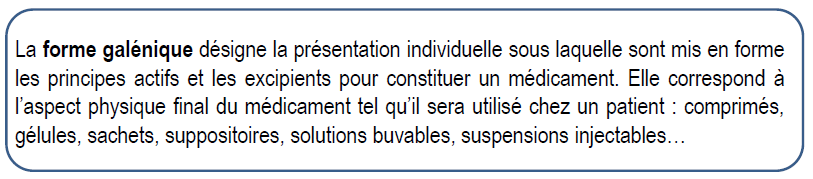 La forme galénique désigne la présentation individuelle sous laquelle sont mis en forme
les principes actifs et les excipients pour constituer un médicament. Elle correspond à
l’aspect physique final du médicament tel qu’il sera utilisé chez un patient : comprimés,
gélules, sachets, suppositoires, solutions buvables, suspensions injectables…